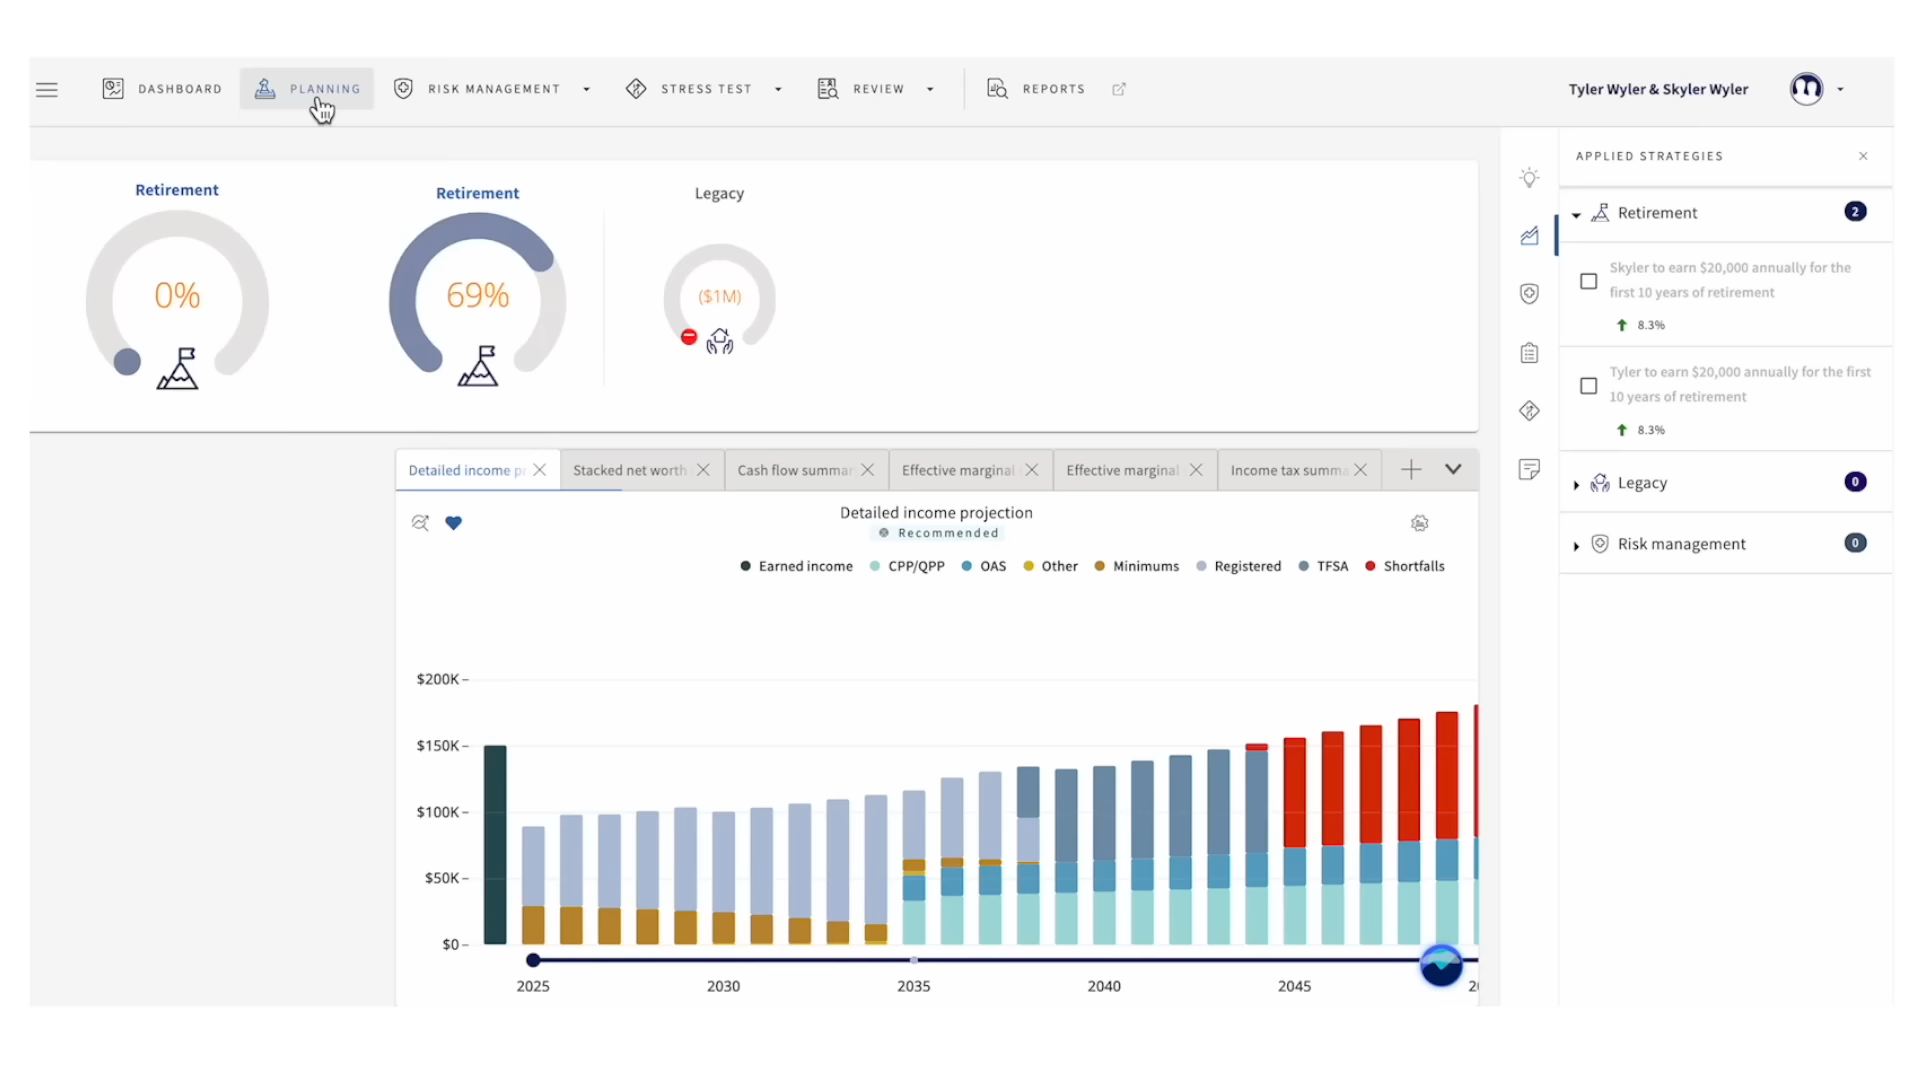 DASHBOARD
PLANNING
RISK MANAGEMENT
STRESS TEST
REVIEW
REPORTS
Tyler Wyler & Skyler Wyler
Retirement
0%
Retirement
69%
Legacy
($1M)
APPLIED STRATEGIES
Retirement
2
Skyler to earn $20,000 annually for the
first 10 years of retirement
8.3%
Tyler to earn $20,000 annually for the first
10 years of retirement
8.3%
Legacy
0
Risk management
0
Detailed income pr
Stacked net worth
Cash flow summar
Effective marginal
Effective marginal
Income tax summa
Detailed income projection
Recommended
Earned income
CPP/QPP
OAS
Other
Minimums
Registered
TFSA
Shortfalls
$200K
$150K
$100K
$50K
$0
2025
2030
2035
2040
2045